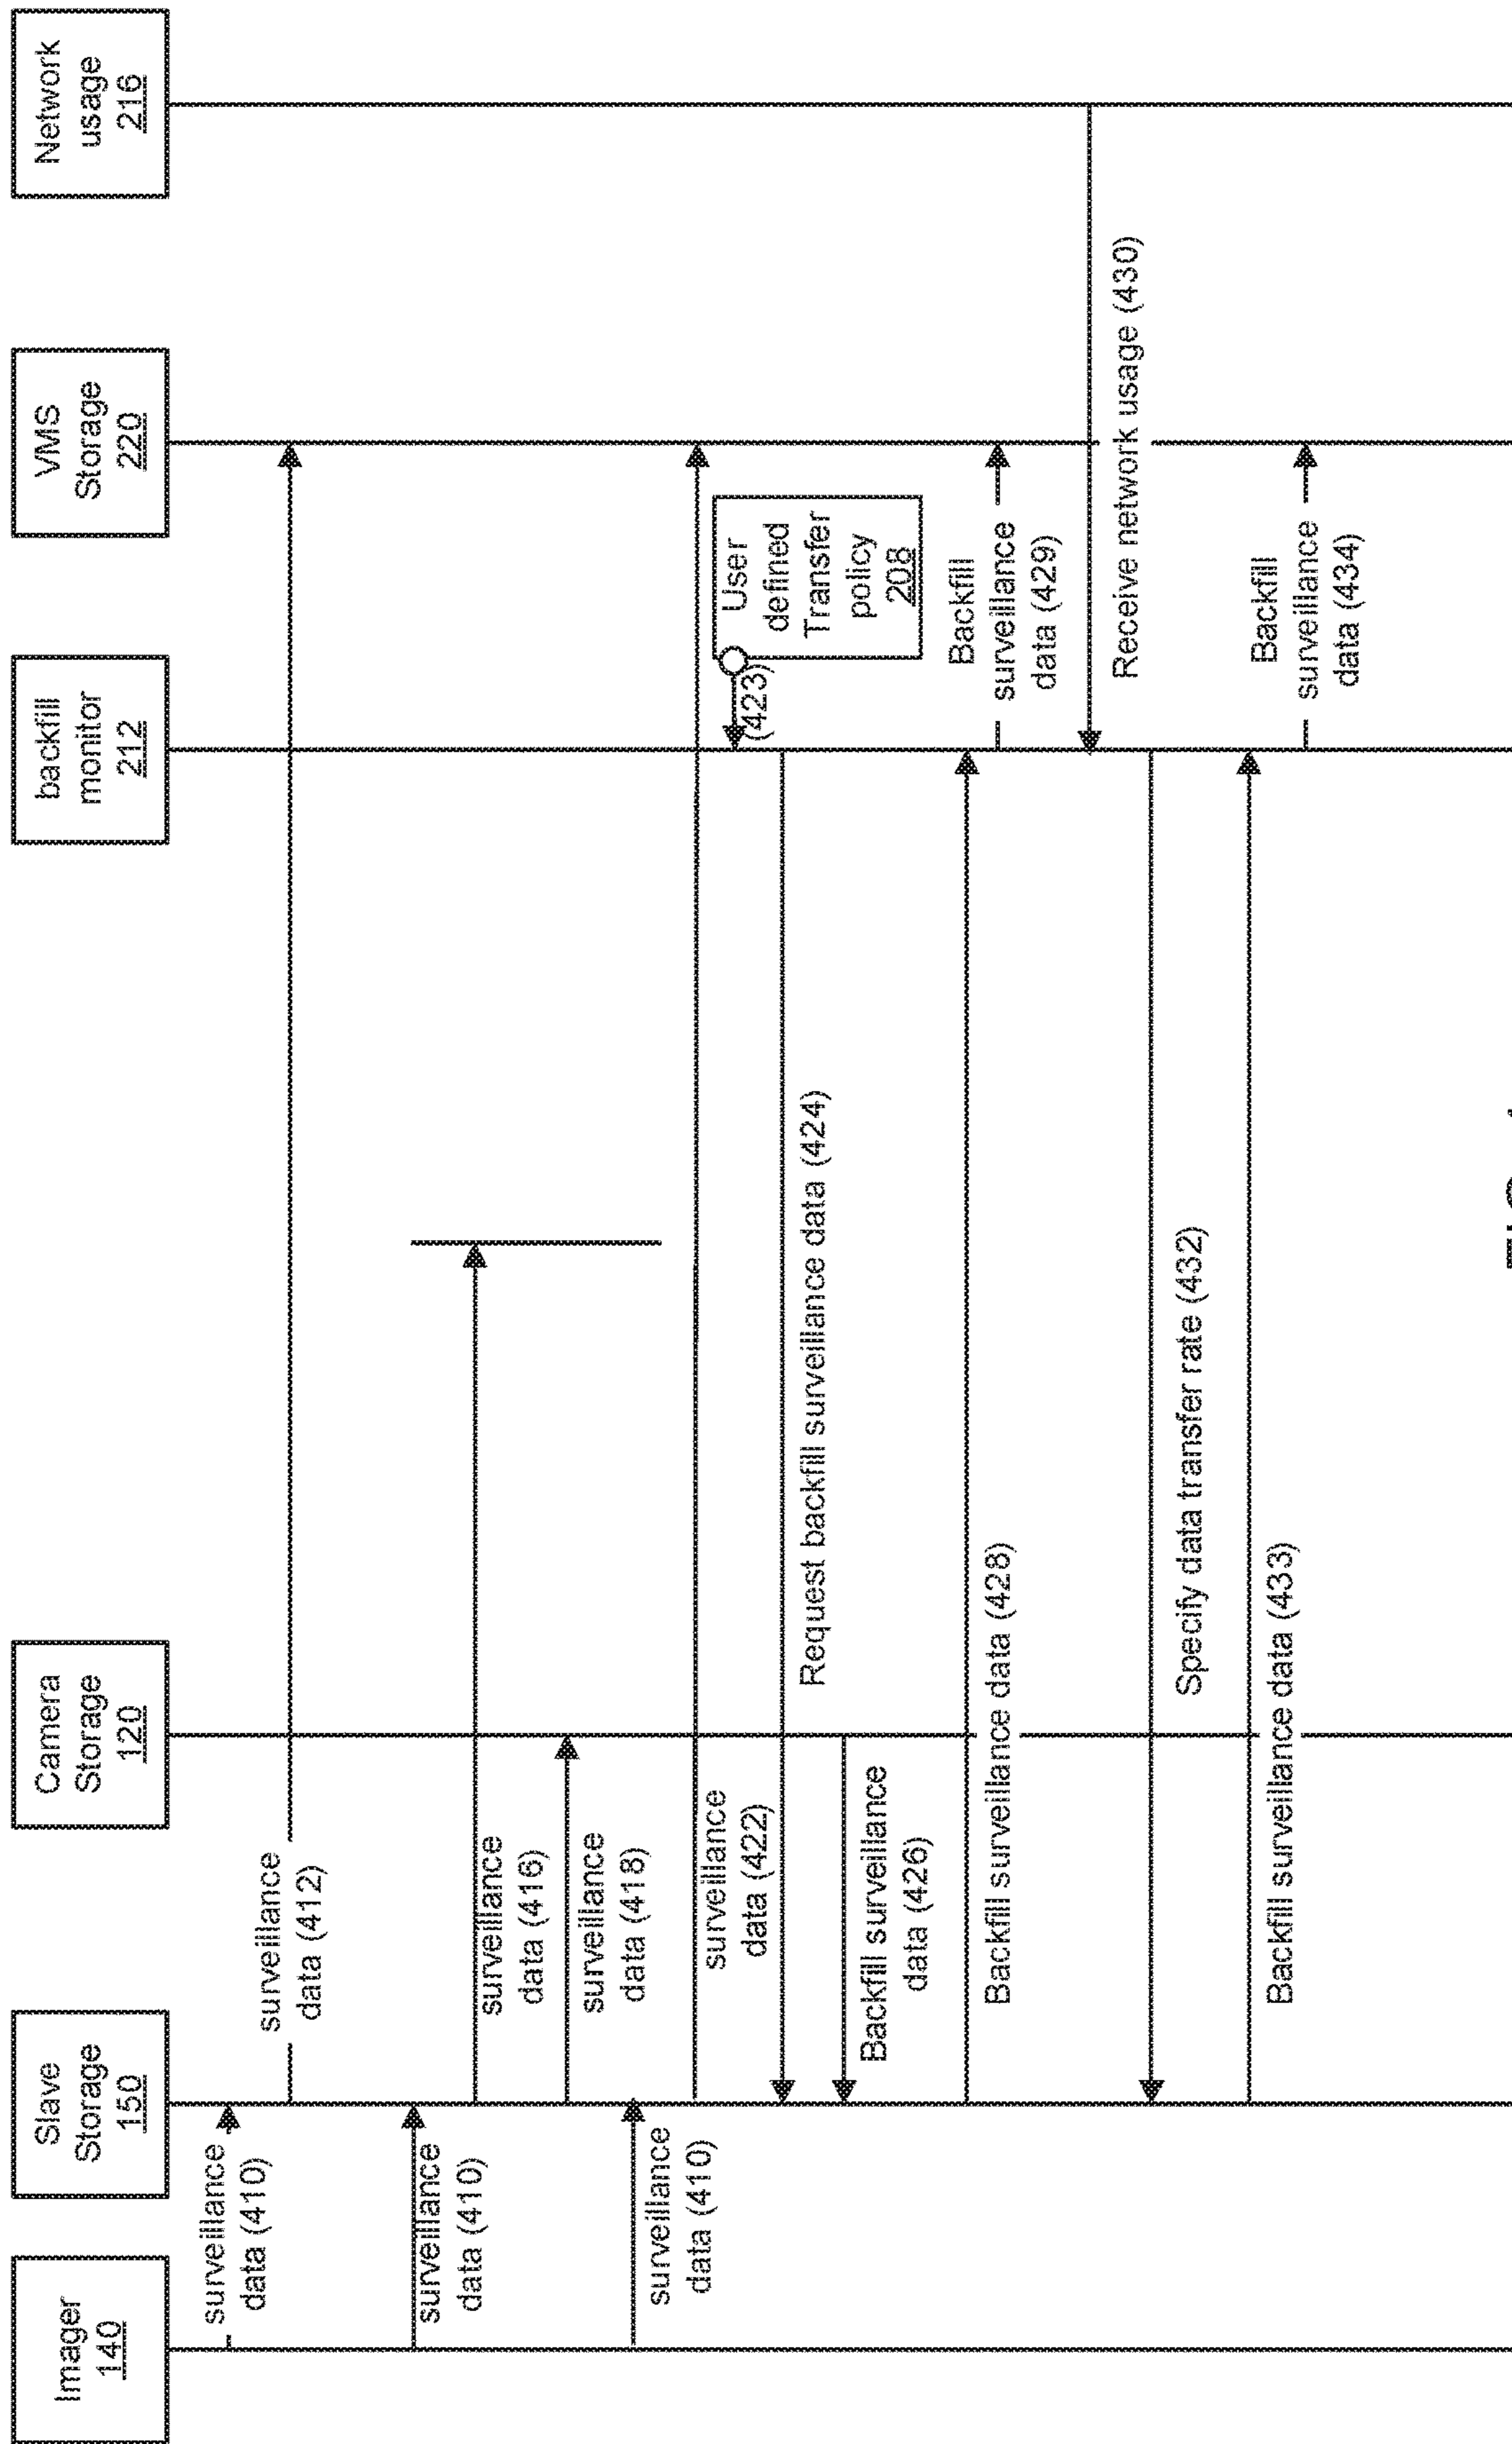 Imager
140
Slave
Storage
150
Camera
Storage
120
backfill
monitor
212
VMS
Storage
220
Network
usage
216
surveillance
data (410)
surveillance
data (412)
surveillance
data (410)
surveillance
data (416)
surveillance
data (418)
surveillance
data (410)
surveillance
data (422)
User
defined
Transfer
policy
208
(423)
Request backfill surveillance data (424)
Backfill surveillance
data (426)
Backfill surveillance data (428)
Backfill
surveillance
data (429)
Receive network usage (430)
Specify data transfer rate (432)
Backfill surveillance data (433)
Backfill
surveillance
data (434)